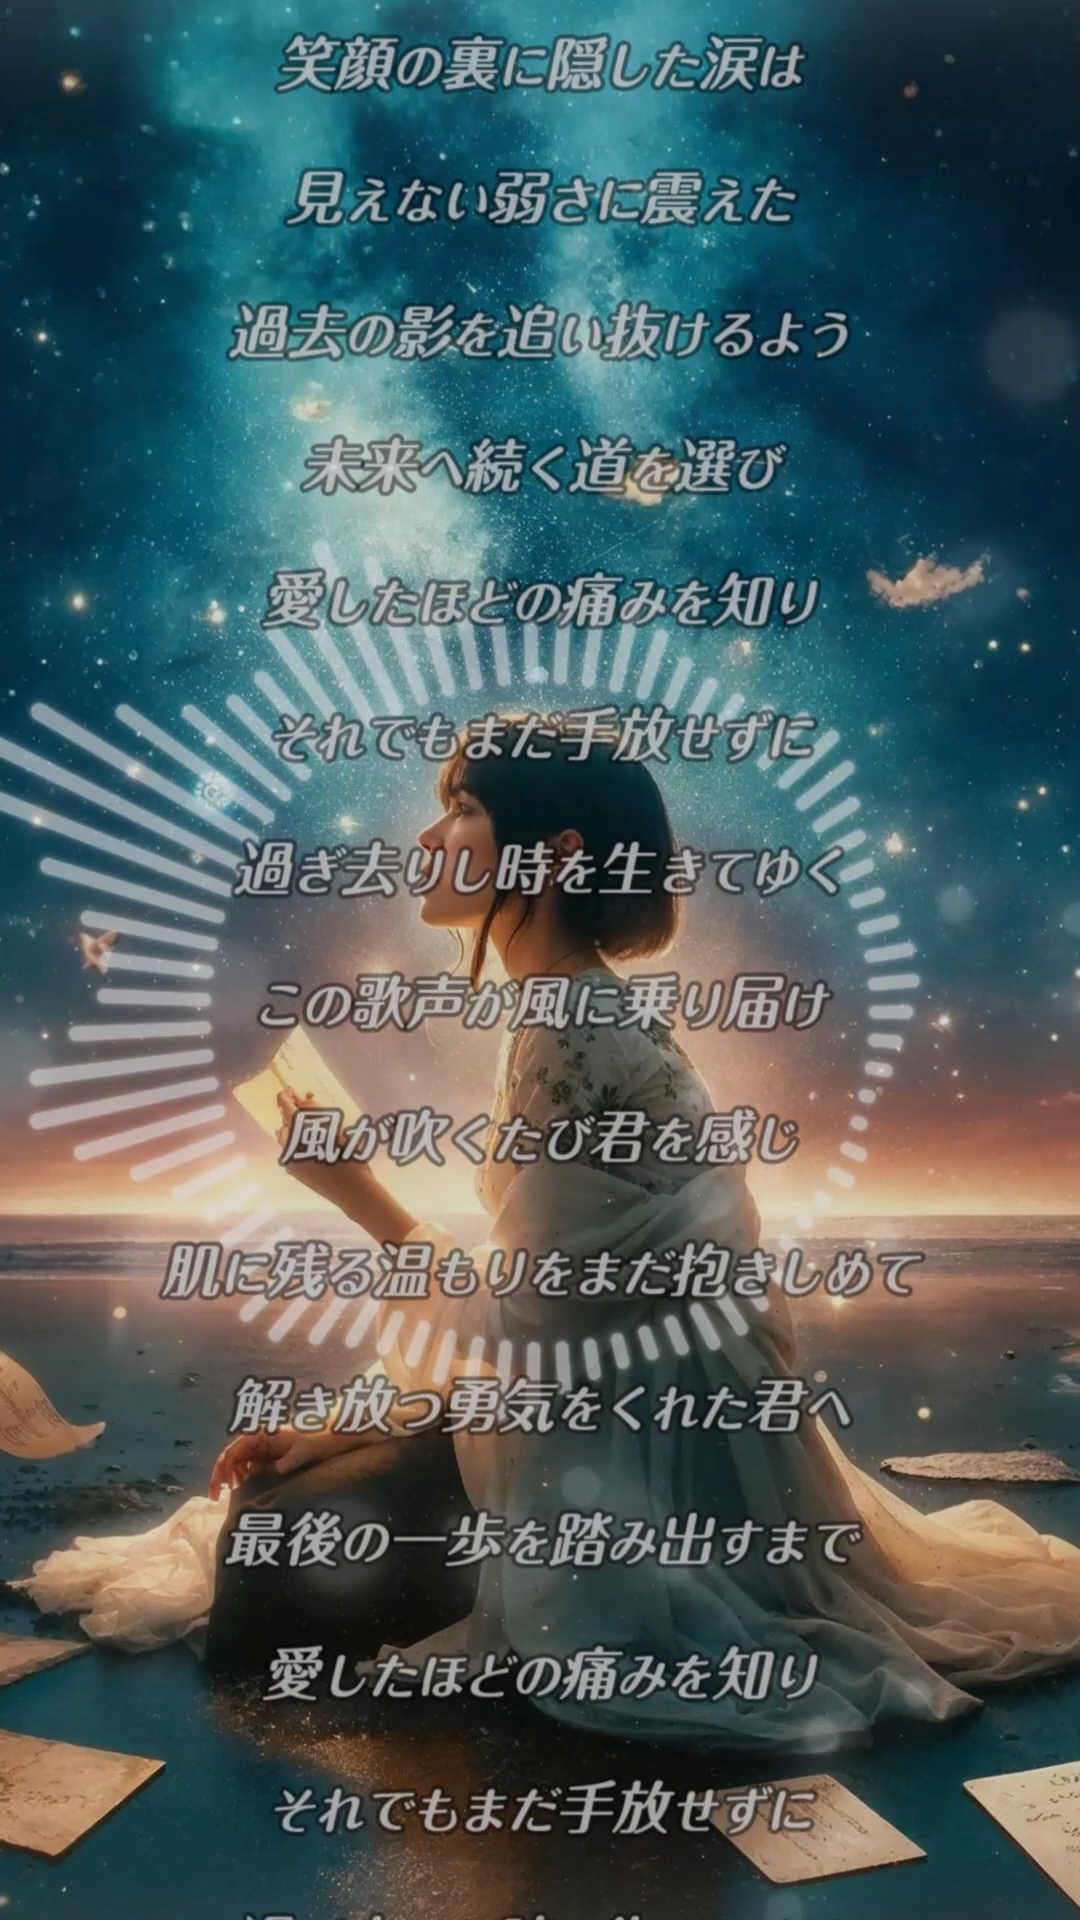 笑顔の裏に隠した涙は
見えない弱さに震えた
過去の影を追い抜けるよう
未来へ続く道を選び
愛したほどの痛みを知り
それでもまだ手放せずに
過ぎ去りし時を生きてゆく
この歌声が風に乗り届け
風が吹くたび君を感じ
肌に残る温もりをまだ抱きしめて
解き放つ勇気をくれた君へ
最後の一歩を踏み出すまで
愛したほどの痛みを知り
それでもまだ手放せずに